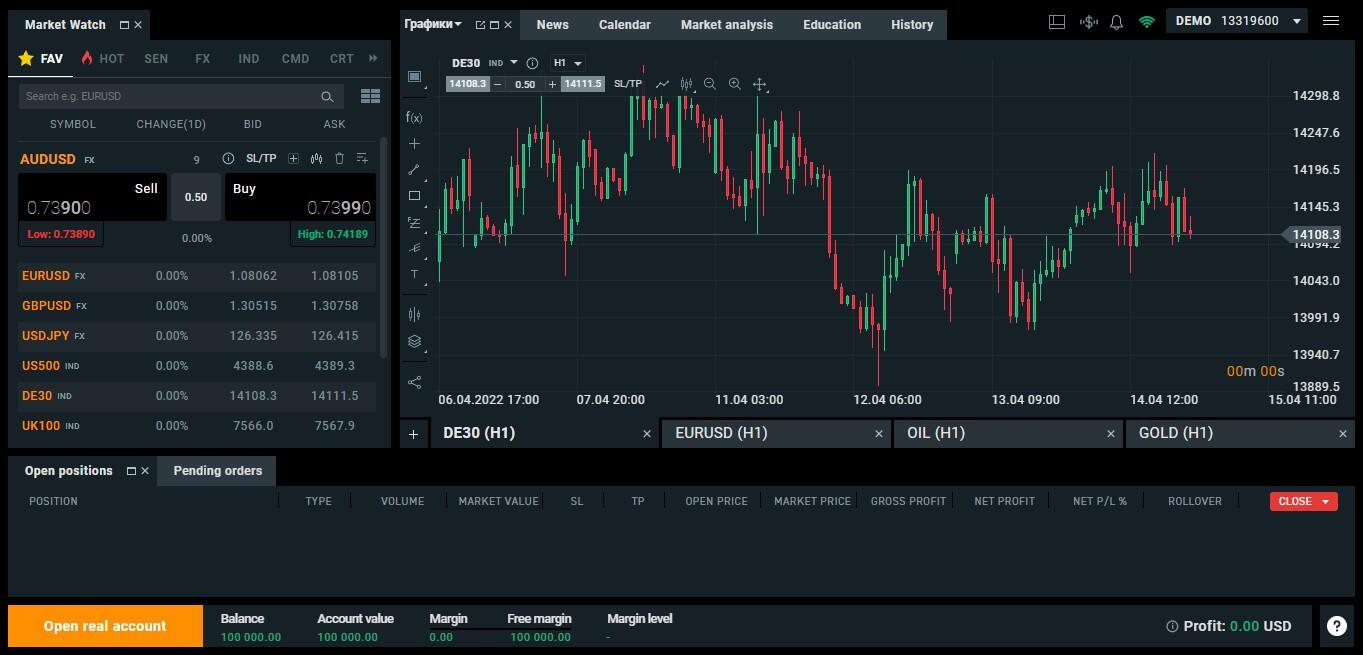 Market Watch
Графики News Calendar Market analysis Education History
DEMO 13319600
FAV HOT SEN FX IND CMD CRT
Search e.g. EURUSD
SYMBOL CHANGE(1D) BID ASK
AUDUSD FX 9 SL/TP
Sell 0.50 Buy
0.73900 0.73990
Low: 0.73890 0.00% High: 0.74189
EURUSD FX 0.00% 1.08062 1.08105
GBPUSD FX 0.00% 1.30515 1.30758
USDJPY FX 0.00% 126.335 126.415
US500 IND 0.00% 4388.6 4389.3
DE30 IND 0.00% 14108.3 14111.5
UK100 IND 0.00% 7566.0 7567.9
DE30 IND H1
14108.3 0.50 14111.5 SL/TP
f(x)
T
14298.8
14247.6
14196.5
14145.3
14108.3
14094.2
14043.0
13991.9
13940.7
13889.5
00m 00s
06.04.2022 17:00 07.04 20:00 11.04 03:00 12.04 06:00 13.04 09:00 14.04 12:00 15.04 11:00
DE30 (H1) EURUSD (H1) OIL (H1) GOLD (H1)
Open positions Pending orders
POSITION TYPE VOLUME MARKET VALUE SL TP OPEN PRICE MARKET PRICE GROSS PROFIT NET PROFIT NET P/L % ROLLOVER CLOSE
Open real account
Balance Account value Margin Free margin Margin level
100 000.00 100 000.00 0.00 100 000.00 -
Profit: 0.00 USD
?